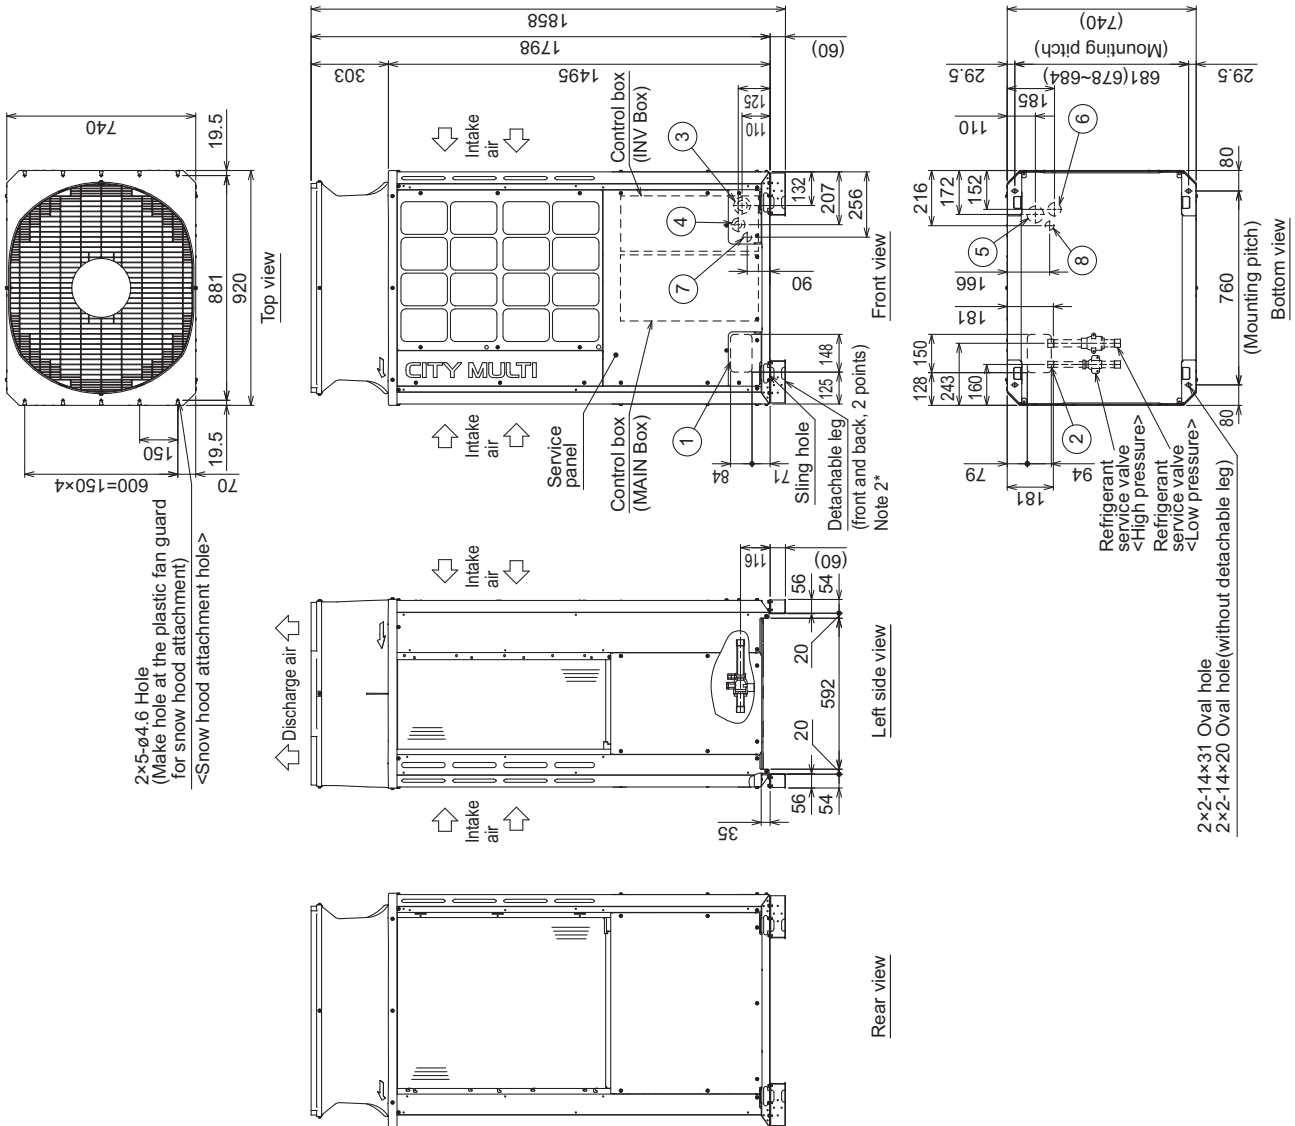 740
19.5
881
920
19.5
150
600=150×4
70
Top view
2×5-ø4.6 Hole
(Make hole at the plastic fan guard
for snow hood attachment)
<Snow hood attachment hole>
1858
1798
(60)
303
1495
125
110
Intake
air
Control box
(INV Box)
3
4
7
132
207
256
90
Front view
CITY MULTI
Intake
air
Service
panel
Control box
(MAIN Box)
1
148
125
84
71
Sling hole
Detachable leg
(front and back, 2 points)
Note 2*
(740)
(Mounting pitch)
681(678~684)
29.5
29.5
185
110
6
80
216
172
152
5
8
166
181
760
(Mounting pitch)
Bottom view
150
128
243
160
2
80
79
94
181
Refrigerant
service valve
<High pressure>
Refrigerant
service valve
<Low pressure>
2×2-14×31 Oval hole
2×2-14×20 Oval hole(without detachable leg)
Discharge air
Intake
air
Intake
air
116
(60)
56
54
20
592
20
56
54
35
Left side view
Rear view